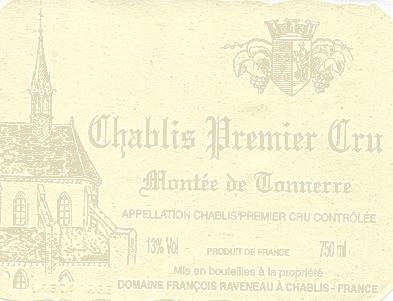 Chablis Premier Cru
Montée de Tonnerre
APPELLATION CHABLIS PREMIER CRU CONTRÔLÉE
13% Vol PRODUIT DE FRANCE 750 ml
Mis en bouteilles à la propriété
DOMAINE FRANÇOIS RAVENEAU À CHABLIS - FRANCE